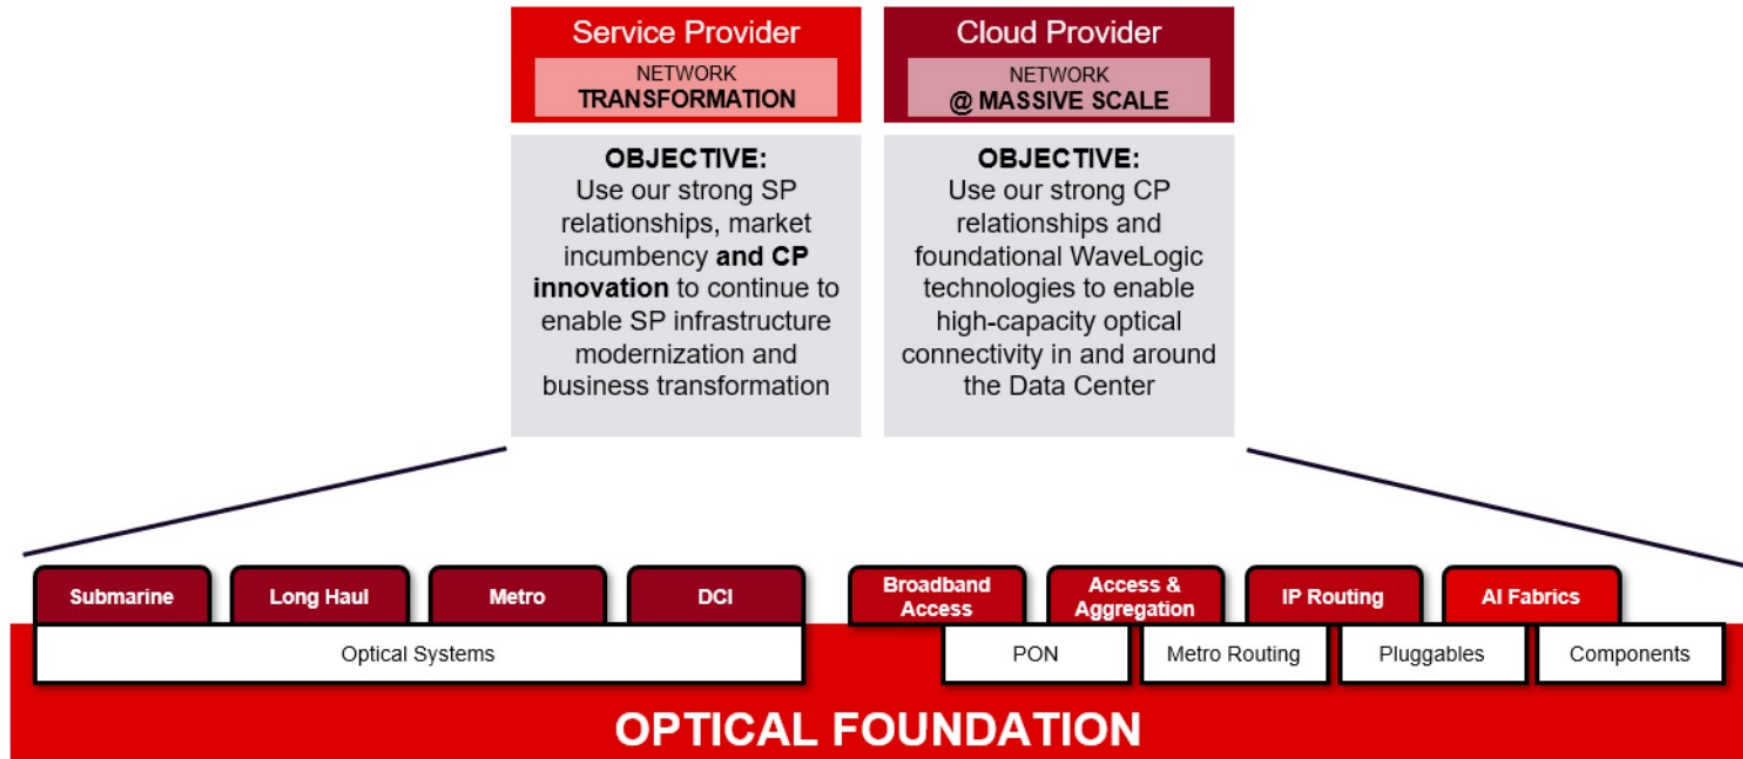 Service Provider
NETWORK
TRANSFORMATION
OBJECTIVE:
Use our strong SP
relationships, market
incumbency and CP
innovation to continue to
enable SP infrastructure
modernization and
business transformation
Cloud Provider
NETWORK
@ MASSIVE SCALE
OBJECTIVE:
Use our strong CP
relationships and
foundational WaveLogic
technologies to enable
high-capacity optical
connectivity in and around
the Data Center
Submarine
Long Haul
Metro
DCI
Optical Systems
Broadband
Access
Access &
Aggregation
IP Routing
AI Fabrics
PON
Metro Routing
Pluggables
Components
OPTICAL FOUNDATION